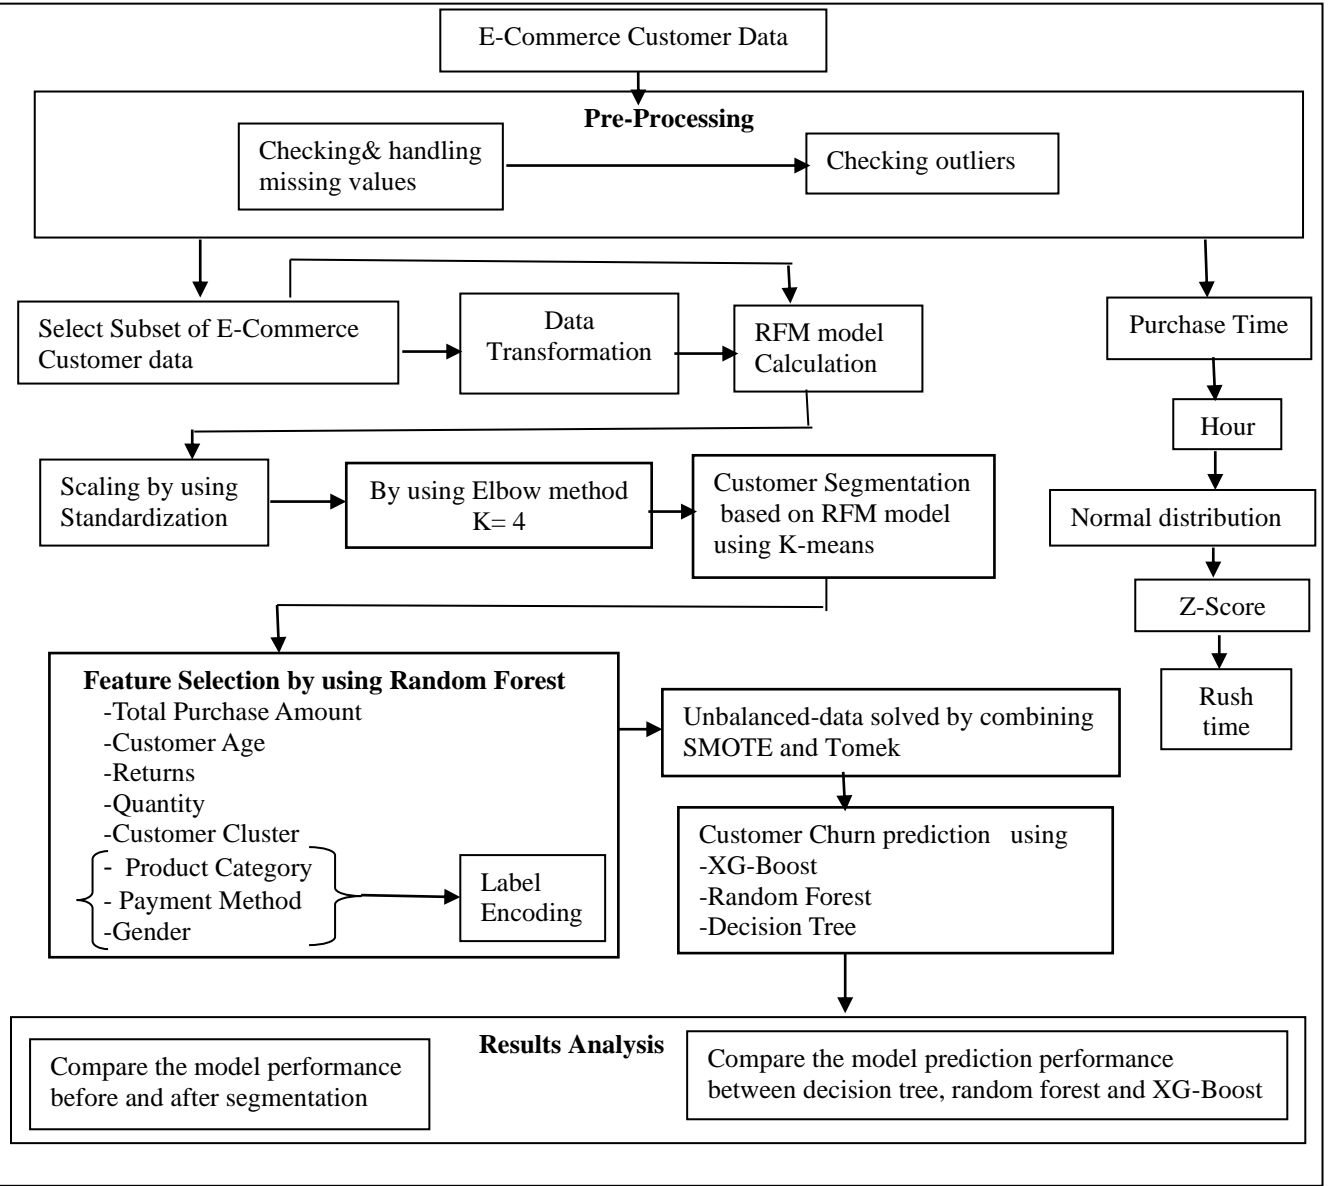 E-Commerce Customer Data
Pre-Processing
Checking& handling
missing values
Checking outliers
Select Subset of E-Commerce
Customer data
Data
Transformation
RFM model
Calculation
Purchase Time
Hour
Scaling by using
Standardization
By using Elbow method
K= 4
Customer Segmentation
based on RFM model
using K-means
Normal distribution
Z-Score
Rush
time
Feature Selection by using Random Forest
-Total Purchase Amount
-Customer Age
-Returns
-Quantity
-Customer Cluster
- Product Category
- Payment Method
-Gender
Label
Encoding
Unbalanced-data solved by combining
SMOTE and Tomek
Customer Churn prediction using
-XG-Boost
-Random Forest
-Decision Tree
Results Analysis
Compare the model performance
before and after segmentation
Compare the model prediction performance
between decision tree, random forest and XG-Boost